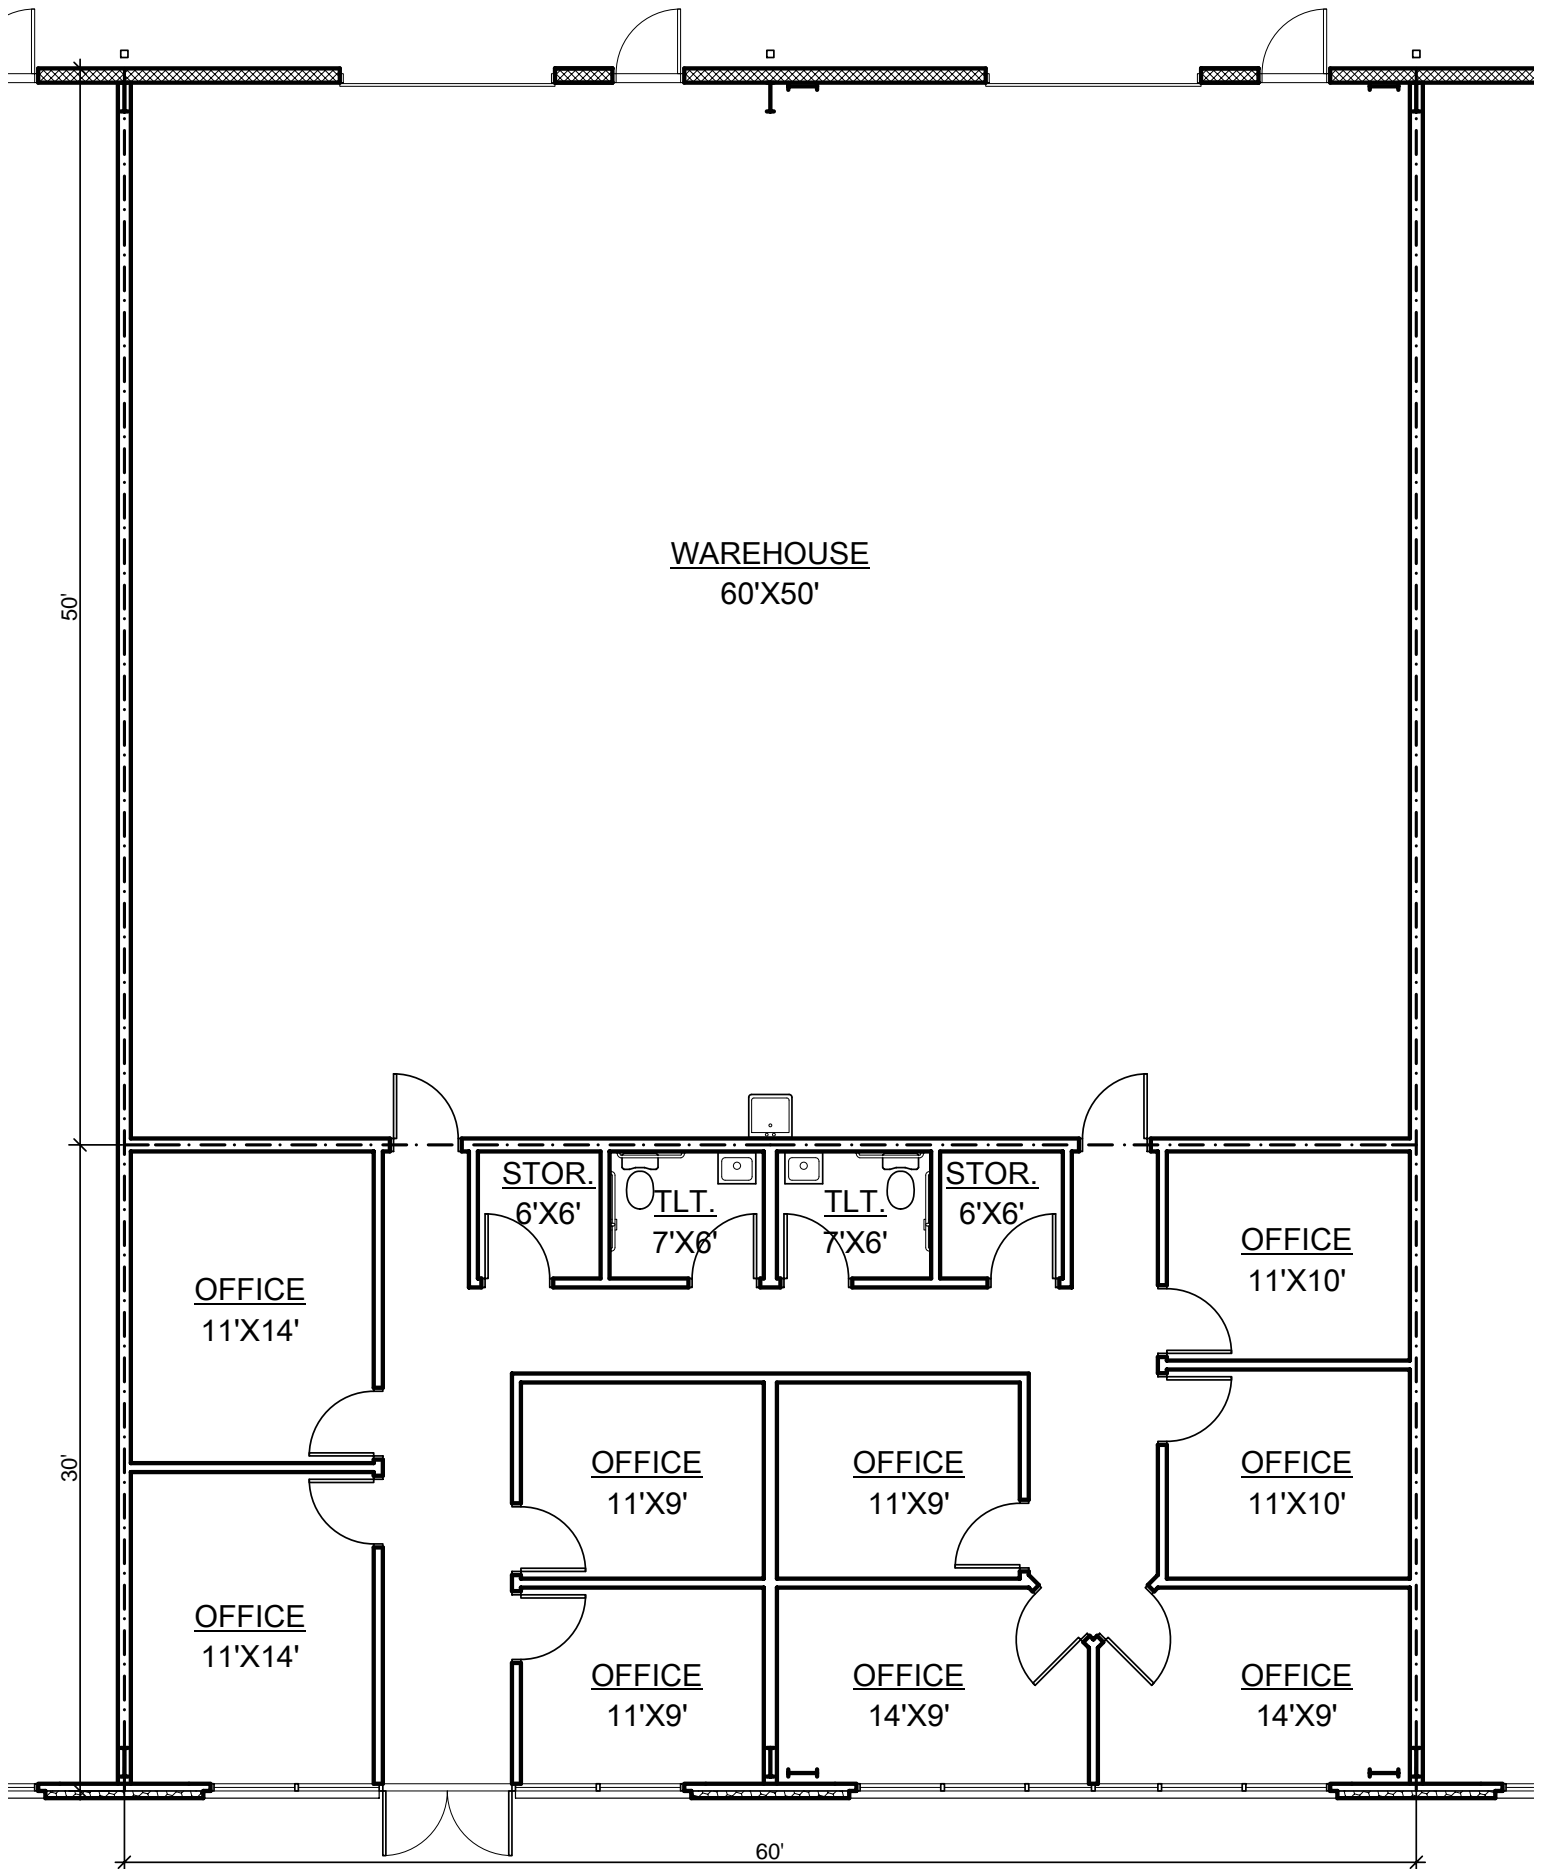 WAREHOUSE
60'X50'
50'
STOR.
6'X6'
TLT.
7'X6'
TLT.
7'X6'
STOR.
6'X6'
OFFICE
11'X10'
OFFICE
11'X14'
30'
OFFICE
11'X9'
OFFICE
11'X9'
OFFICE
11'X10'
OFFICE
11'X14'
OFFICE
11'X9'
OFFICE
14'X9'
OFFICE
14'X9'
60'